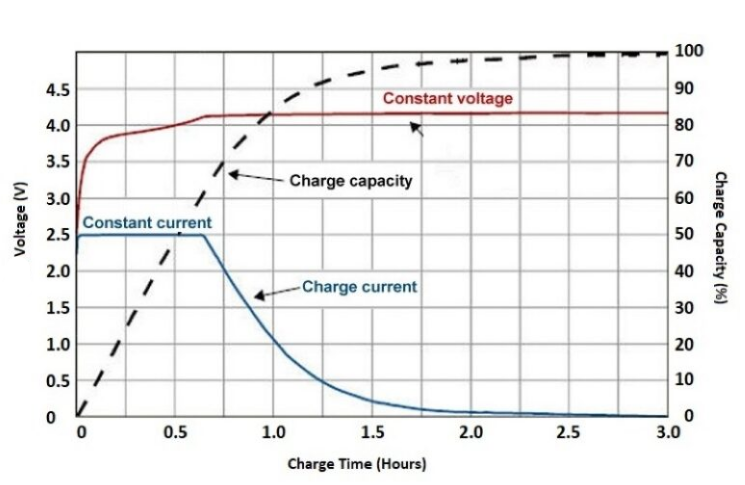 100
4.5
90
Constant voltage
4.0
80
3.5
70
Charge capacity
3.0
60
Constant current
2.5
50
2.0
40
Charge current
1.5
30
1.0
20
0.5
10
0
0
0 0.5 1.0 1.5 2.0 2.5 3.0
Charge Time (Hours)
Voltage (V)
Charge Capacity (%)